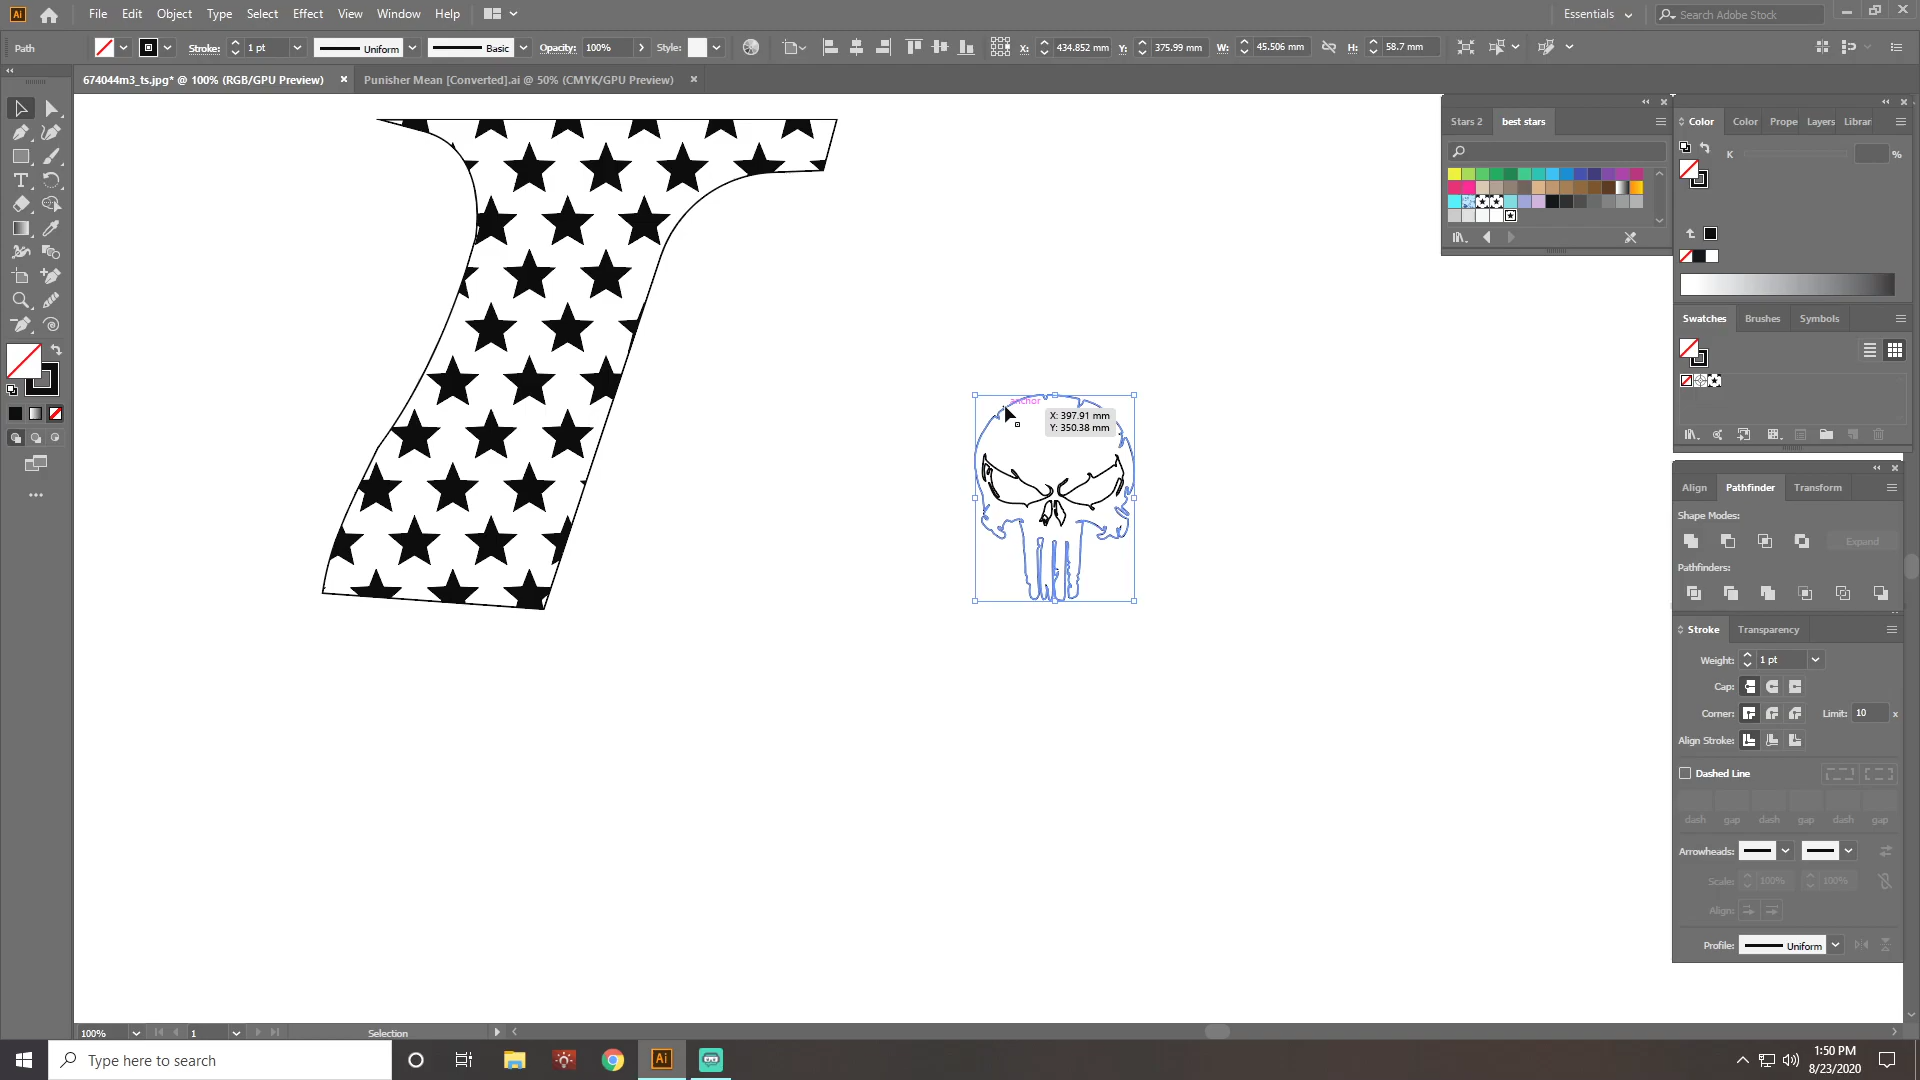 Ai File Edit Object Type Select Effect View Window Help Essentials Search Adobe Stock
Path Stroke: 1 pt Uniform Basic Opacity: 100% Style: X: 434.852 mm Y: 375.99 mm W: 45.506 mm H: 58.7 mm
674044m3_ts.jpg* @ 100% (RGB/GPU Preview) × Punisher Mean [Converted].ai @ 50% (CMYK/GPU Preview) ×
Stars 2 best stars
Color Color Prope Layers Librar
K %
anchor
X: 397.91 mm
Y: 350.38 mm
Swatches Brushes Symbols
Align Pathfinder Transform
Shape Modes:
Expand
Pathfinders:
Stroke Transparency
Weight: 1 pt
Cap:
Corner: Limit: 10 x
Align Stroke:
Dashed Line
dash gap dash gap dash gap
Arrowheads:
Scale: 100% 100%
Align:
Profile: Uniform
100% 1 Selection
Type here to search
Ai
1:50 PM
8/23/2020